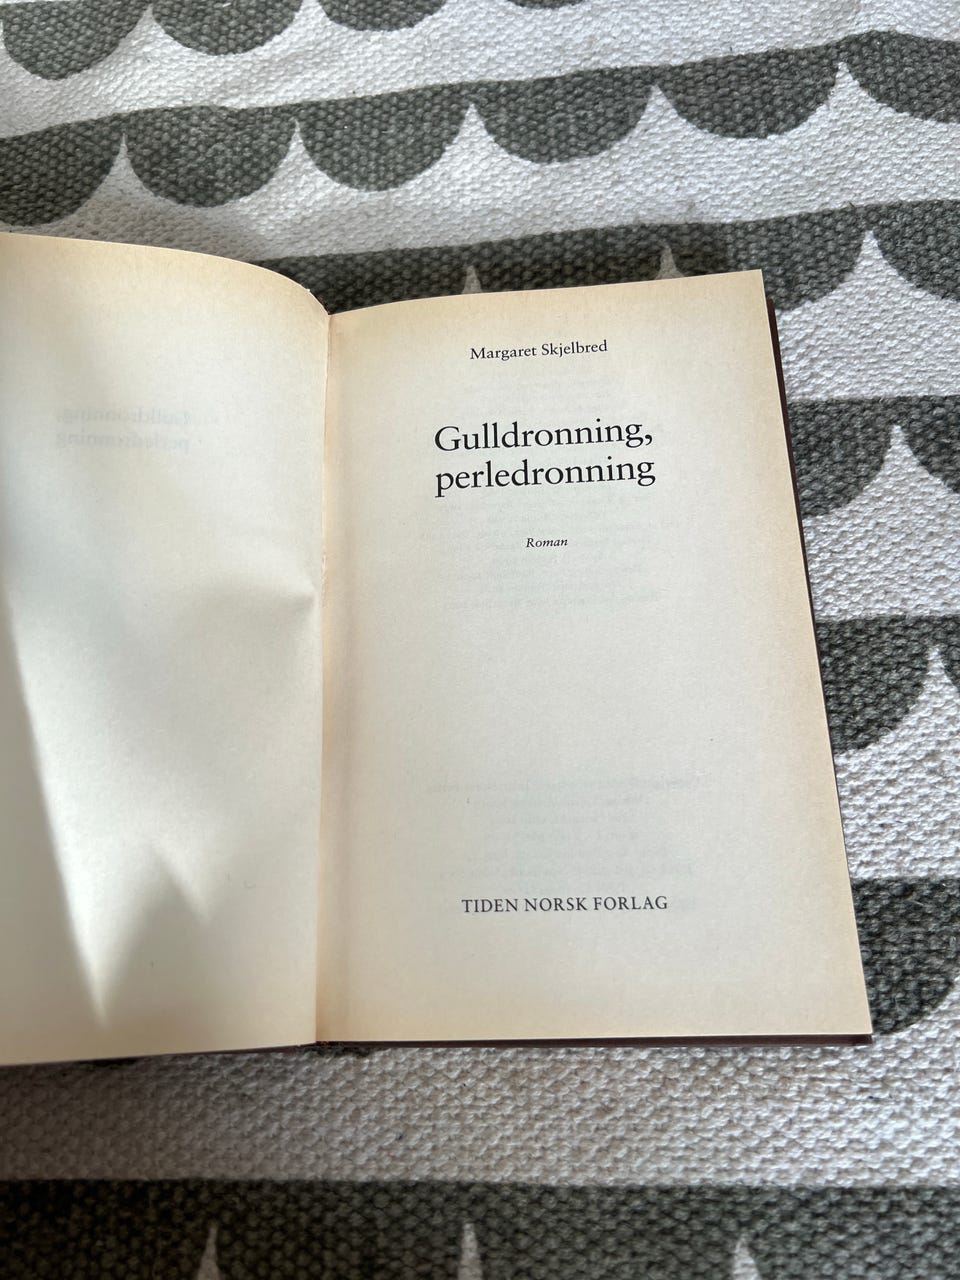 Margaret Skjelbred
Gulldronning,
perledronning
Roman
TIDEN NORSK FORLAG